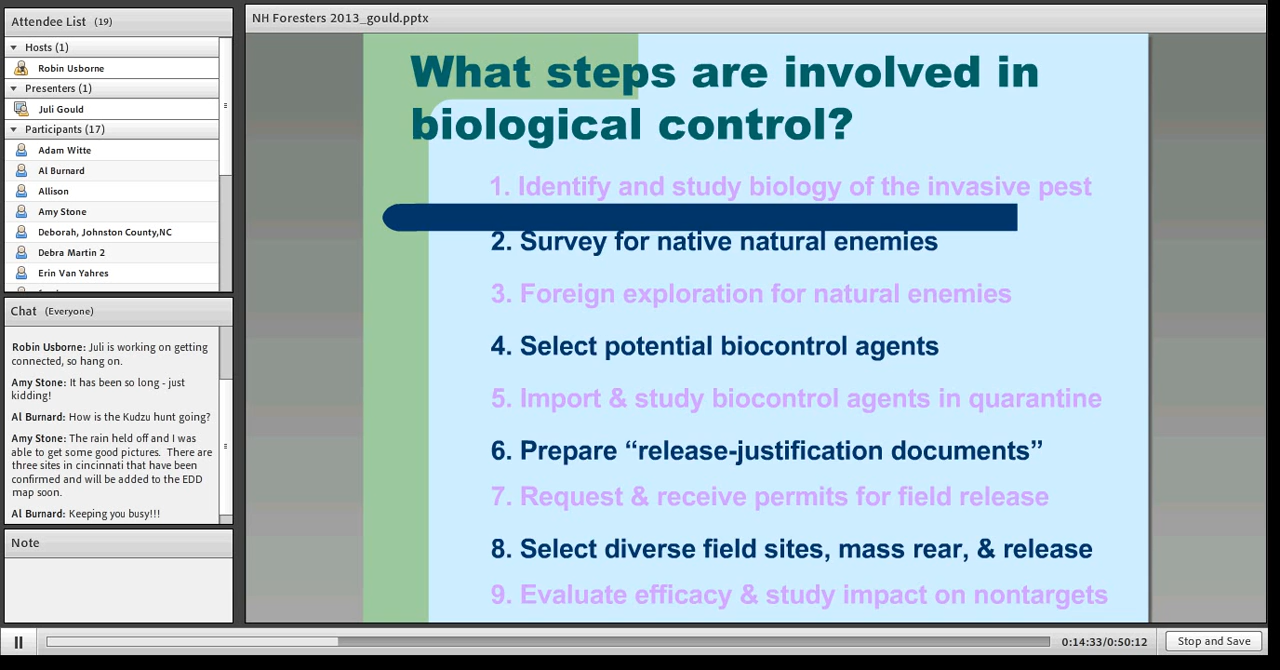 Attendee List (19)
Hosts (1)
Robin Usborne
Presenters (1)
Juli Gould
Participants (17)
Adam Witte
Al Burnard
Allison
Amy Stone
Deborah, Johnston County,NC
Debra Martin 2
Erin Van Yahres
Chat (Everyone)
Robin Usborne: Juli is working on getting
connected, so hang on.
Amy Stone: It has been so long - just
kidding!
Al Burnard: How is the Kudzu hunt going?
Amy Stone: The rain held off and I was
able to get some good pictures. There are
three sites in cincinnati that have been
confirmed and will be added to the EDD
map soon.
Al Burnard: Keeping you busy!!!
Note
NH Foresters 2013_gould.pptx
What steps are involved in
biological control?
1. Identify and study biology of the invasive pest
2. Survey for native natural enemies
3. Foreign exploration for natural enemies
4. Select potential biocontrol agents
5. Import & study biocontrol agents in quarantine
6. Prepare “release-justification documents”
7. Request & receive permits for field release
8. Select diverse field sites, mass rear, & release
9. Evaluate efficacy & study impact on nontargets
0:14:33/0:50:12
Stop and Save